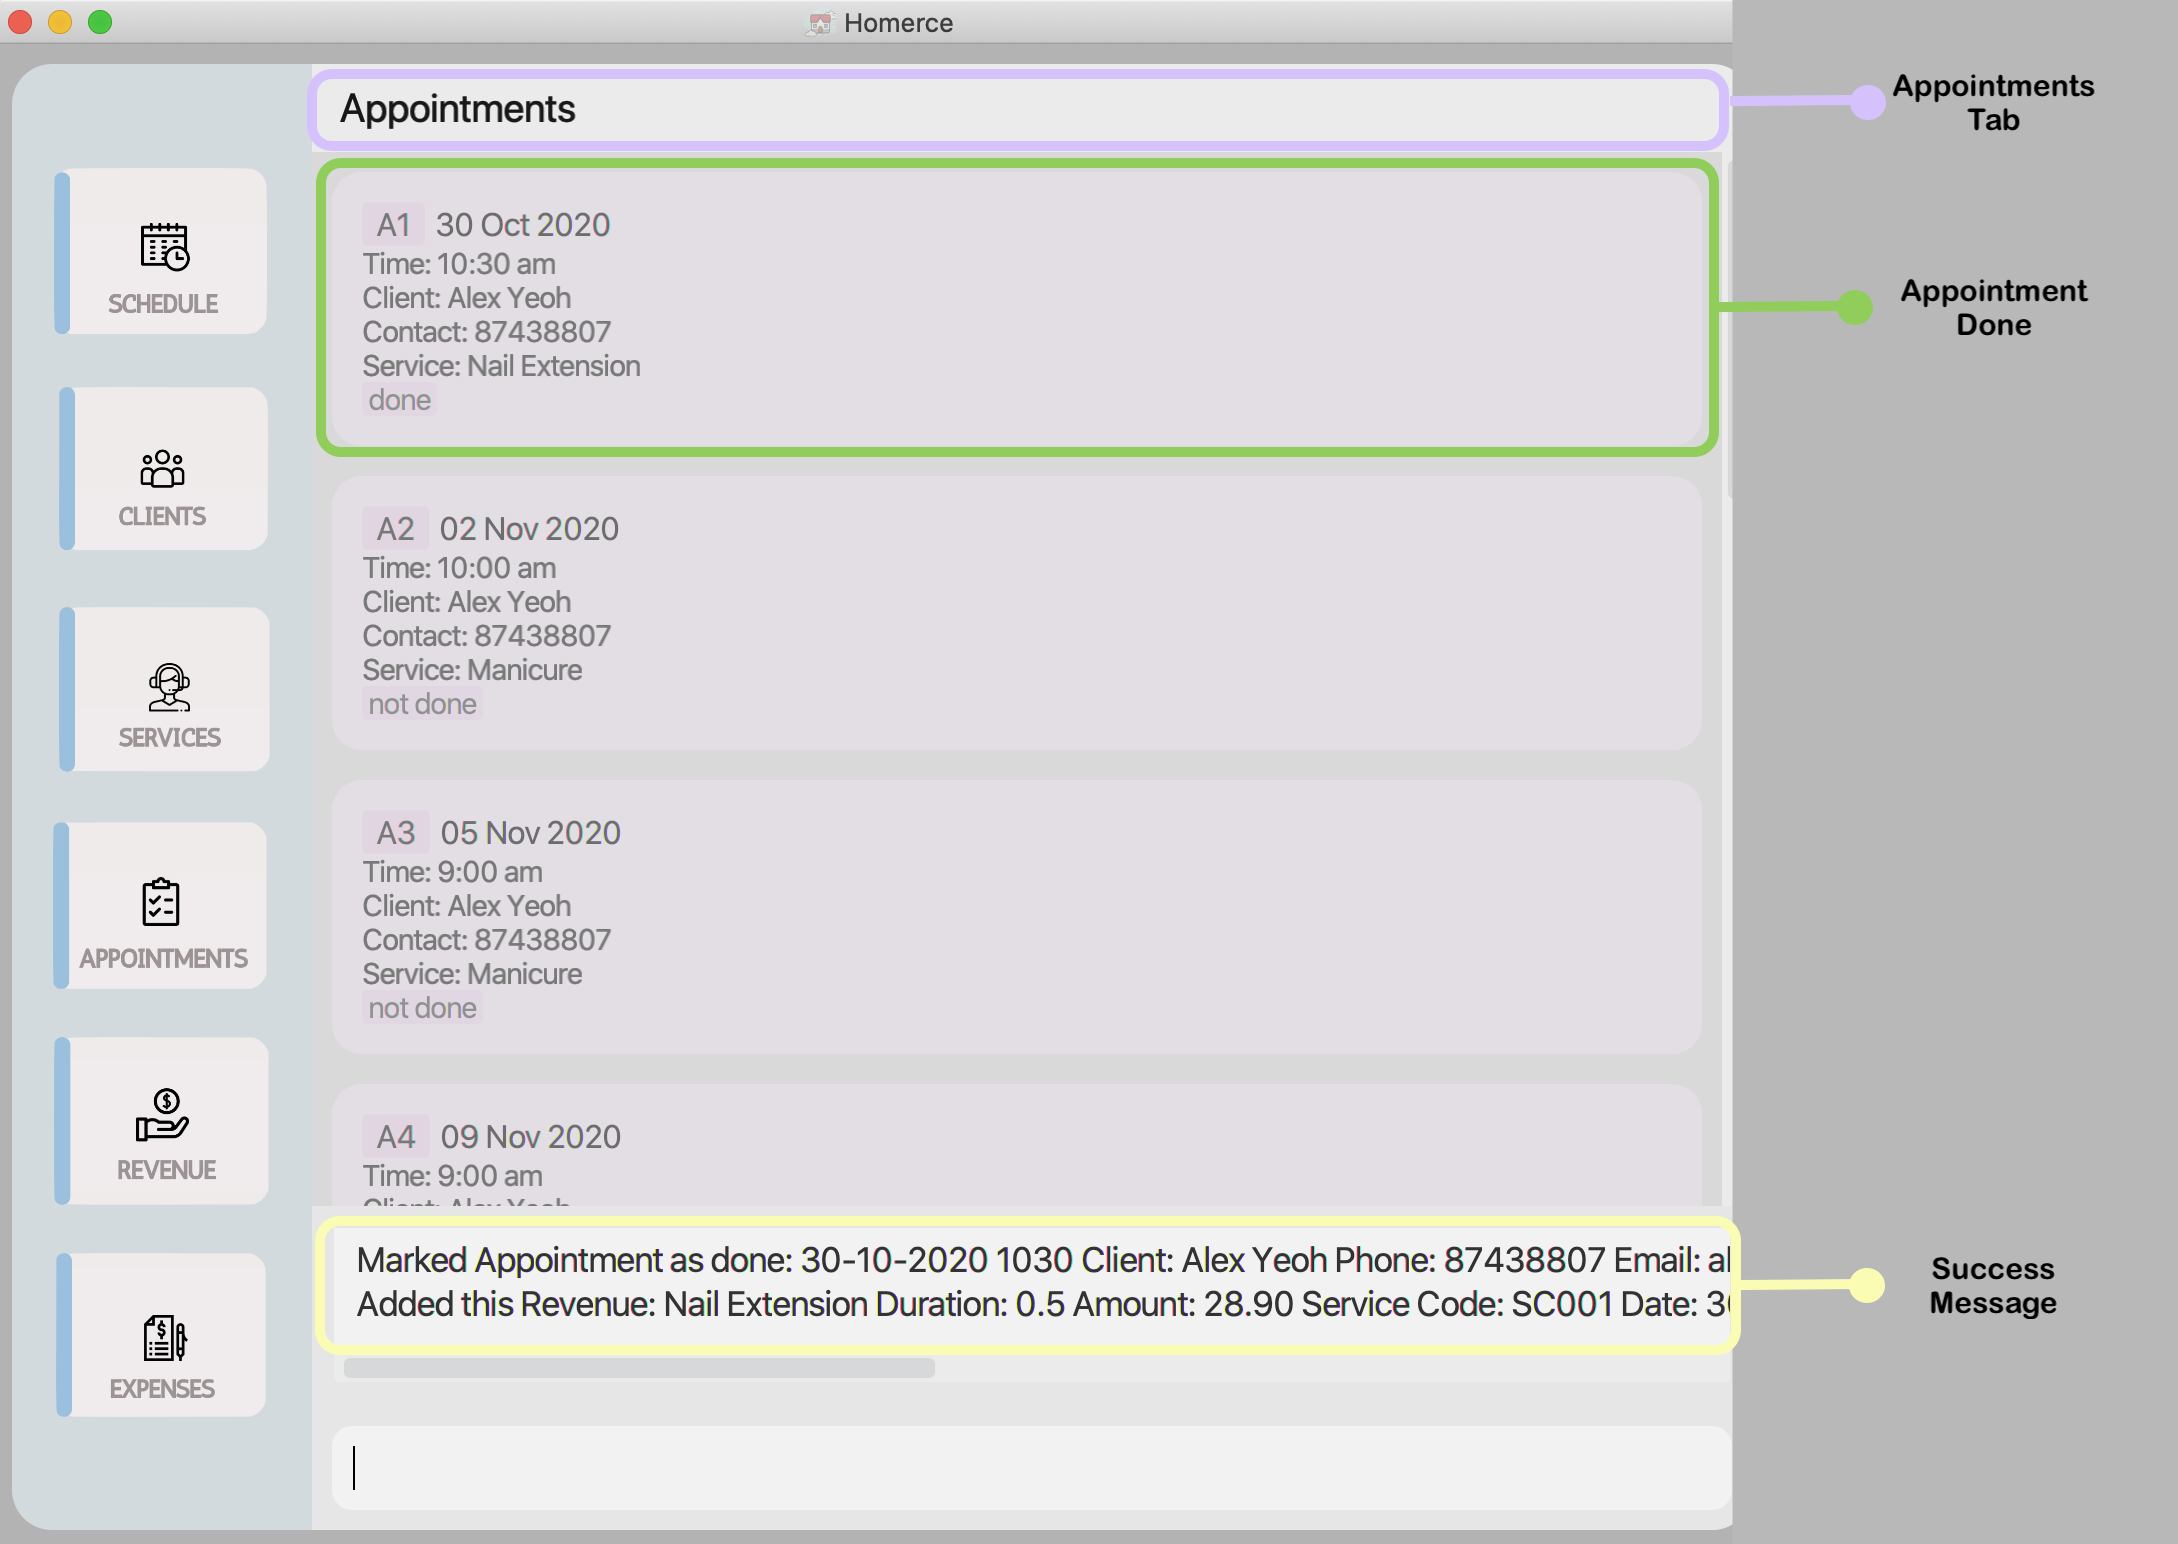 Homerce
Appointments
Appointments
Tab
SCHEDULE
CLIENTS
SERVICES
APPOINTMENTS
REVENUE
EXPENSES
A1 30 Oct 2020
Time: 10:30 am
Client: Alex Yeoh
Contact: 87438807
Service: Nail Extension
done
Appointment
Done
A2 02 Nov 2020
Time: 10:00 am
Client: Alex Yeoh
Contact: 87438807
Service: Manicure
not done
A3 05 Nov 2020
Time: 9:00 am
Client: Alex Yeoh
Contact: 87438807
Service: Manicure
not done
A4 09 Nov 2020
Time: 9:00 am
Client: Alex Yeoh
Marked Appointment as done: 30-10-2020 1030 Client: Alex Yeoh Phone: 87438807 Email:
Added this Revenue: Nail Extension Duration: 0.5 Amount: 28.90 Service Code: SC001 Date:
Success
Message